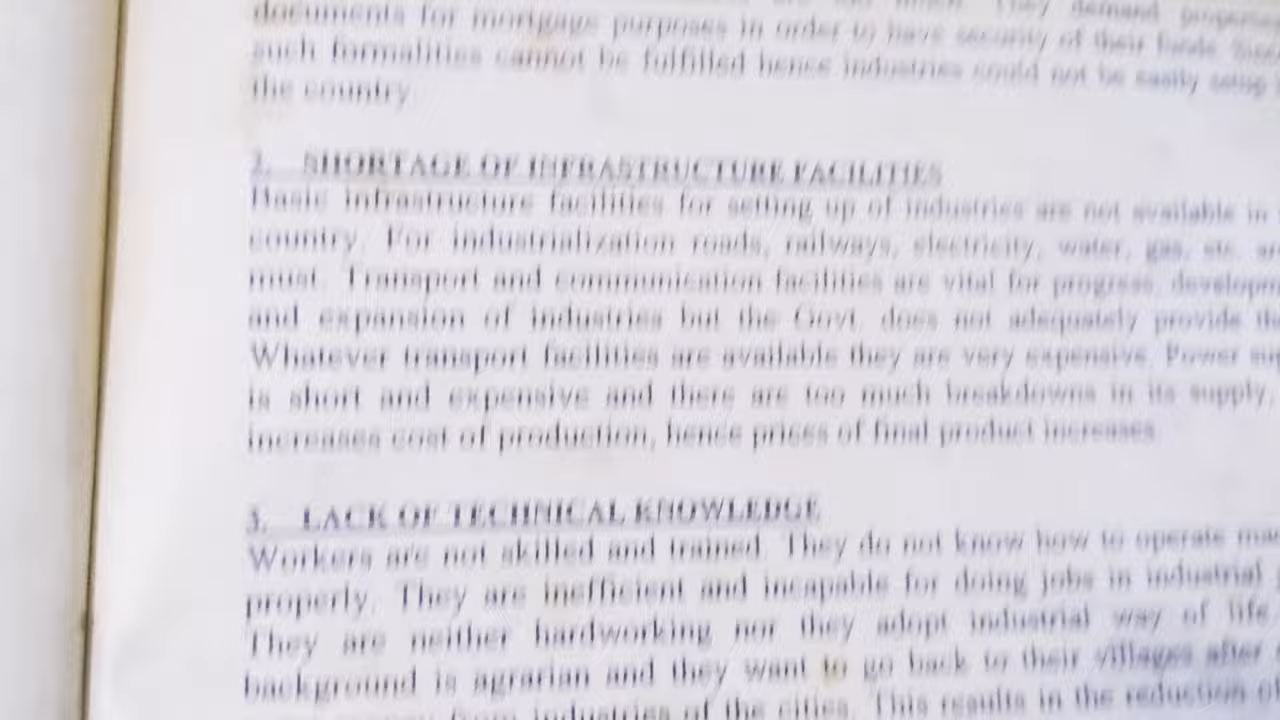 documents for mortgage purposes in order to have security of their funds.
such formalities cannot be fulfilled hence industries could not be easily setup
the country.
2. SHORTAGE OF INFRASTRUCTURE FACILITIES
Basic infrastructure facilities for setting up of industries are not available in
country. For industrialization roads, railways, electricity, water, gas, etc.
must. Transport and communication facilities are vital for progress,
and expansion of industries but the Govt. does not adequately provide
Whatever transport facilities are available they are very expensive. Power
is short and expensive and there are too much breakdowns in its supply,
increases cost of production, hence prices of final product increases.
3. LACK OF TECHNICAL KNOWLEDGE
Workers are not skilled and trained. They do not know how to operate
properly. They are inefficient and incapable for doing jobs in industrial
They are neither hardworking nor they adopt industrial way of life.
background is agrarian and they want to go back to their villages after
from industries of the cities. This results in the reduction of